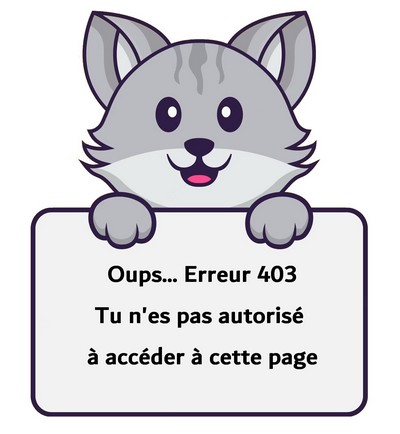 Oups... Erreur 403
Tu n'es pas autorisé
à accéder à cette page